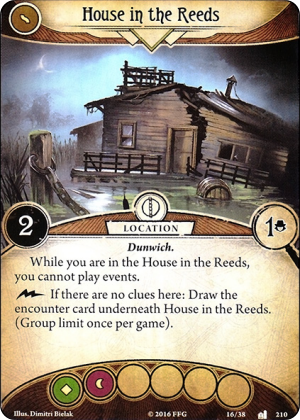 House in the Reeds
2
LOCATION
1
Dunwich.
While you are in the House in the Reeds,
you cannot play events.
If there are no clues here: Draw the
encounter card underneath House in the Reeds.
(Group limit once per game).
Illus. Dimitri Bielak © 2016 FFG 16/38 210